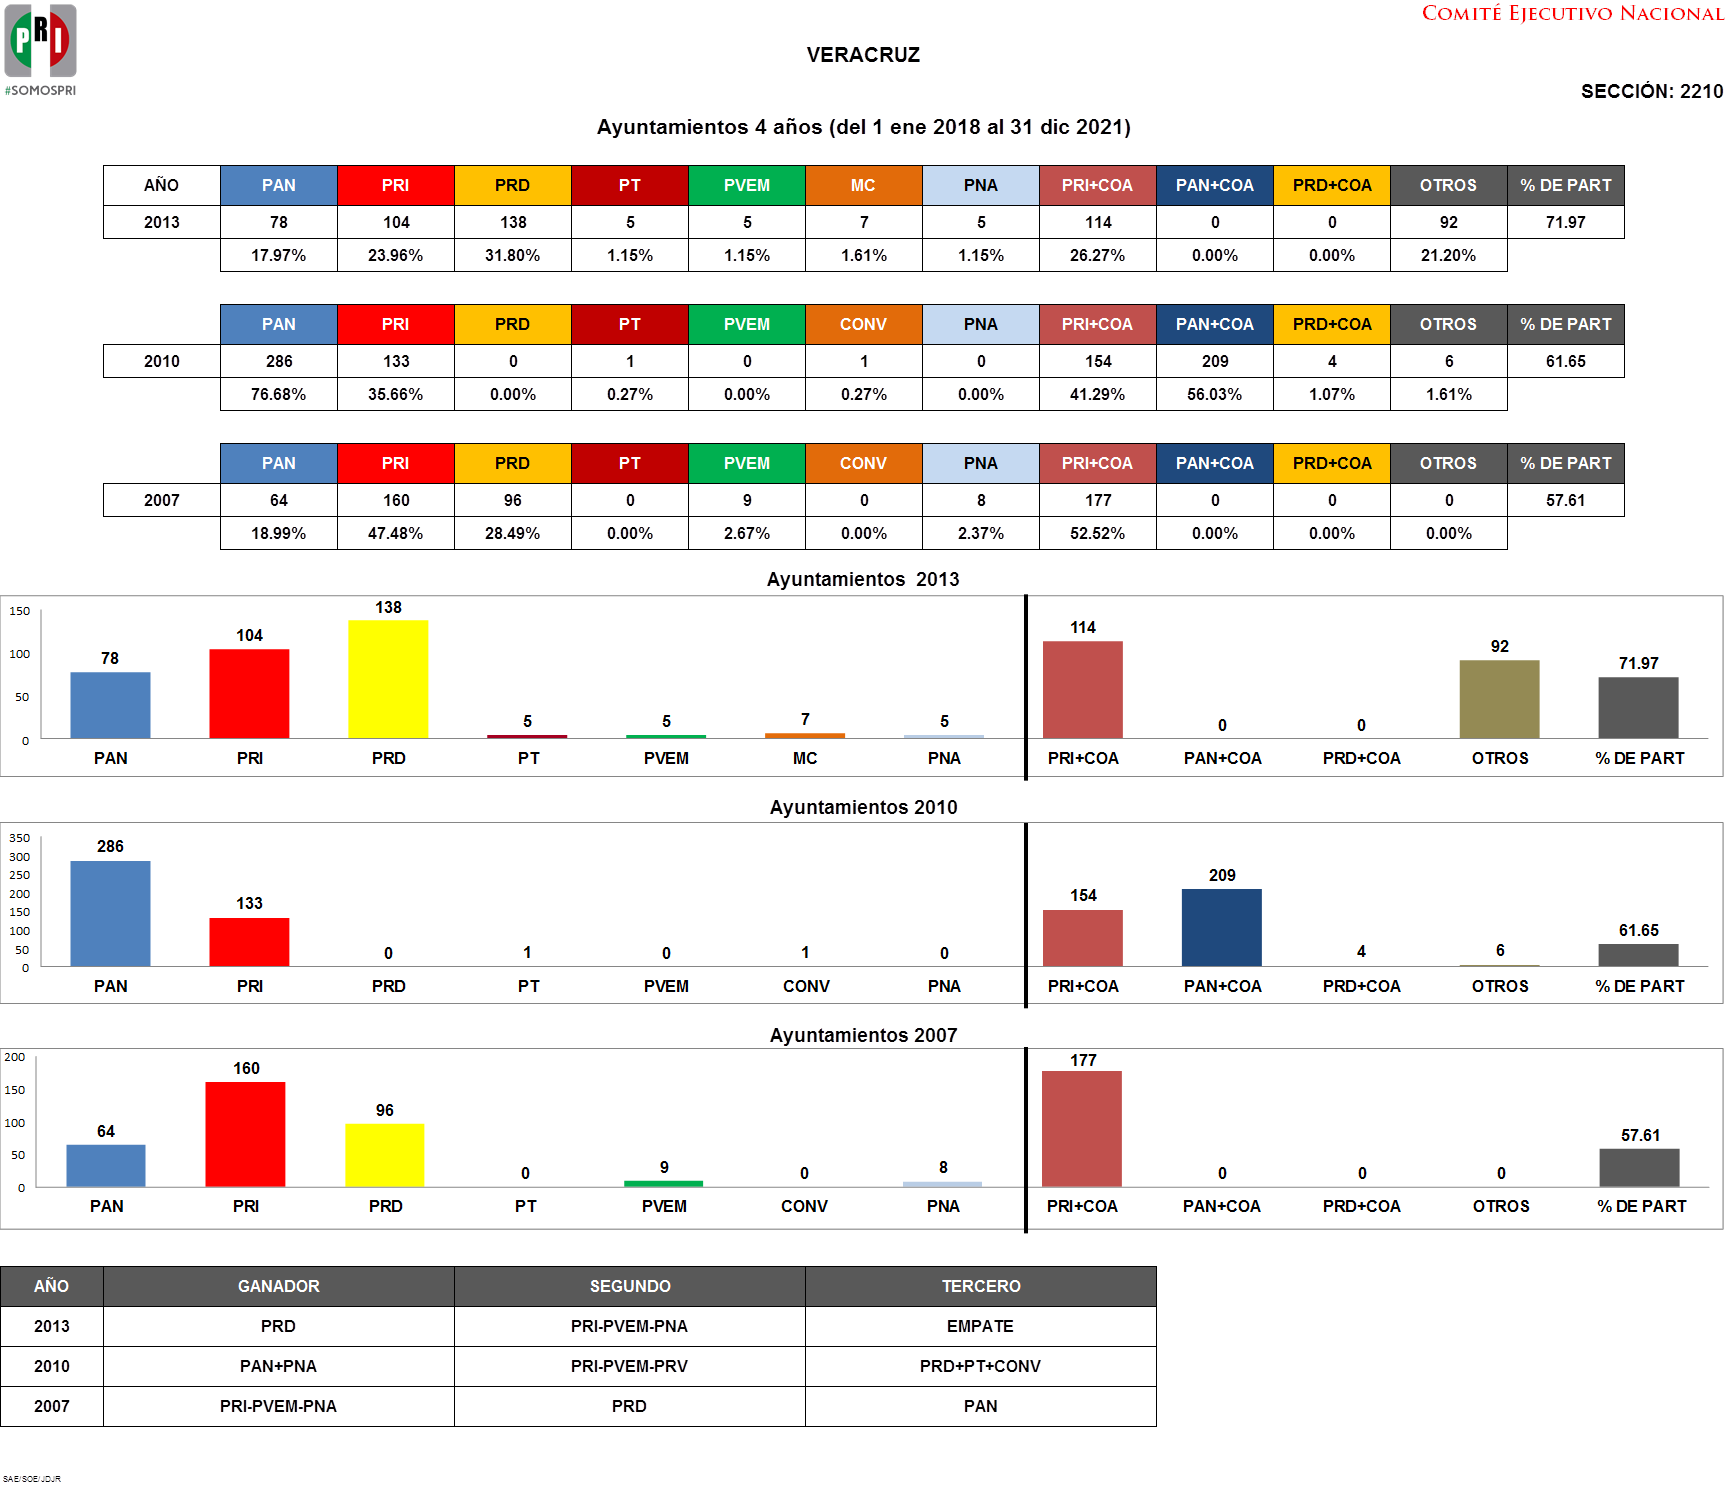 COMITÉ EJECUTIVO NACIONAL
PRI
#SOMOSPRI
VERACRUZ
SECCIÓN: 2210
Ayuntamientos 4 años (del 1 ene 2018 al 31 dic 2021)
AÑO PAN PRI PRD PT PVEM MC PNA PRI+COA PAN+COA PRD+COA OTROS % DE PART
2013 78 104 138 5 5 7 5 114 0 0 92 71.97
17.97% 23.96% 31.80% 1.15% 1.15% 1.61% 1.15% 26.27% 0.00% 0.00% 21.20%
PAN PRI PRD PT PVEM CONV PNA PRI+COA PAN+COA PRD+COA OTROS % DE PART
2010 286 133 0 1 0 1 0 154 209 4 6 61.65
76.68% 35.66% 0.00% 0.27% 0.00% 0.27% 0.00% 41.29% 56.03% 1.07% 1.61%
PAN PRI PRD PT PVEM CONV PNA PRI+COA PAN+COA PRD+COA OTROS % DE PART
2007 64 160 96 0 9 0 8 177 0 0 0 57.61
18.99% 47.48% 28.49% 0.00% 2.67% 0.00% 2.37% 52.52% 0.00% 0.00% 0.00%
Ayuntamientos 2013
150
100
50
0
78 104 138 5 5 7 5 114 0 0 92 71.97
PAN PRI PRD PT PVEM MC PNA PRI+COA PAN+COA PRD+COA OTROS % DE PART
Ayuntamientos 2010
350
300
250
200
150
100
50
0
286 133 0 1 0 1 0 154 209 4 6 61.65
PAN PRI PRD PT PVEM CONV PNA PRI+COA PAN+COA PRD+COA OTROS % DE PART
Ayuntamientos 2007
200
150
100
50
0
64 160 96 0 9 0 8 177 0 0 0 57.61
PAN PRI PRD PT PVEM CONV PNA PRI+COA PAN+COA PRD+COA OTROS % DE PART
AÑO GANADOR SEGUNDO TERCERO
2013 PRD PRI-PVEM-PNA EMPATE
2010 PAN+PNA PRI-PVEM-PRV PRD+PT+CONV
2007 PRI-PVEM-PNA PRD PAN
SAE/SOE/JDJR